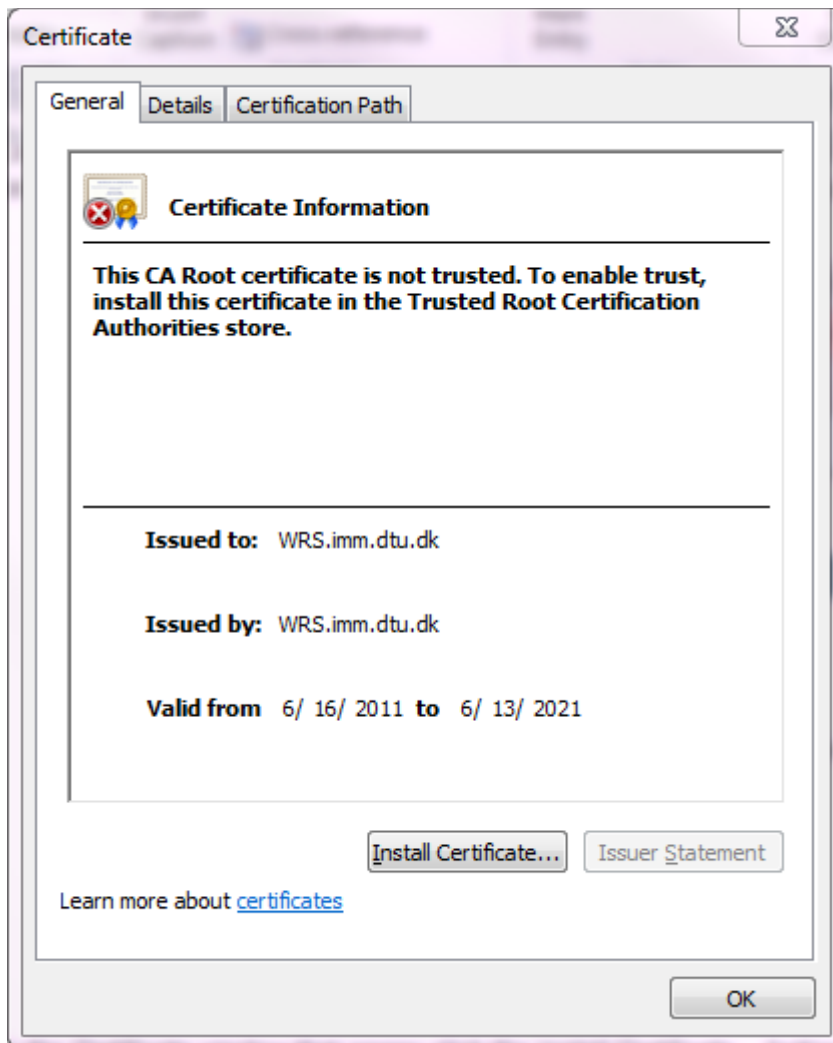 Certificate
General Details Certification Path
Certificate Information
This CA Root certificate is not trusted. To enable trust,
install this certificate in the Trusted Root Certification
Authorities store.
Issued to: WRS.imm.dtu.dk
Issued by: WRS.imm.dtu.dk
Valid from 6/ 16/ 2011 to 6/ 13/ 2021
Install Certificate... Issuer Statement
Learn more about certificates
OK